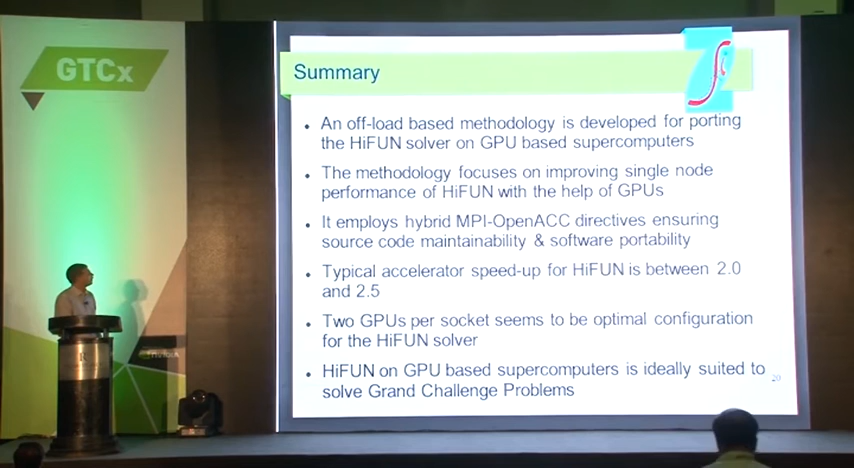 GTCx
Summary
• An off-load based methodology is developed for porting
the HiFUN solver on GPU based supercomputers
• The methodology focuses on improving single node
performance of HiFUN with the help of GPUs
• It employs hybrid MPI-OpenACC directives ensuring
source code maintainability & software portability
• Typical accelerator speed-up for HiFUN is between 2.0
and 2.5
• Two GPUs per socket seems to be optimal configuration
for the HiFUN solver
• HiFUN on GPU based supercomputers is ideally suited to
solve Grand Challenge Problems
20